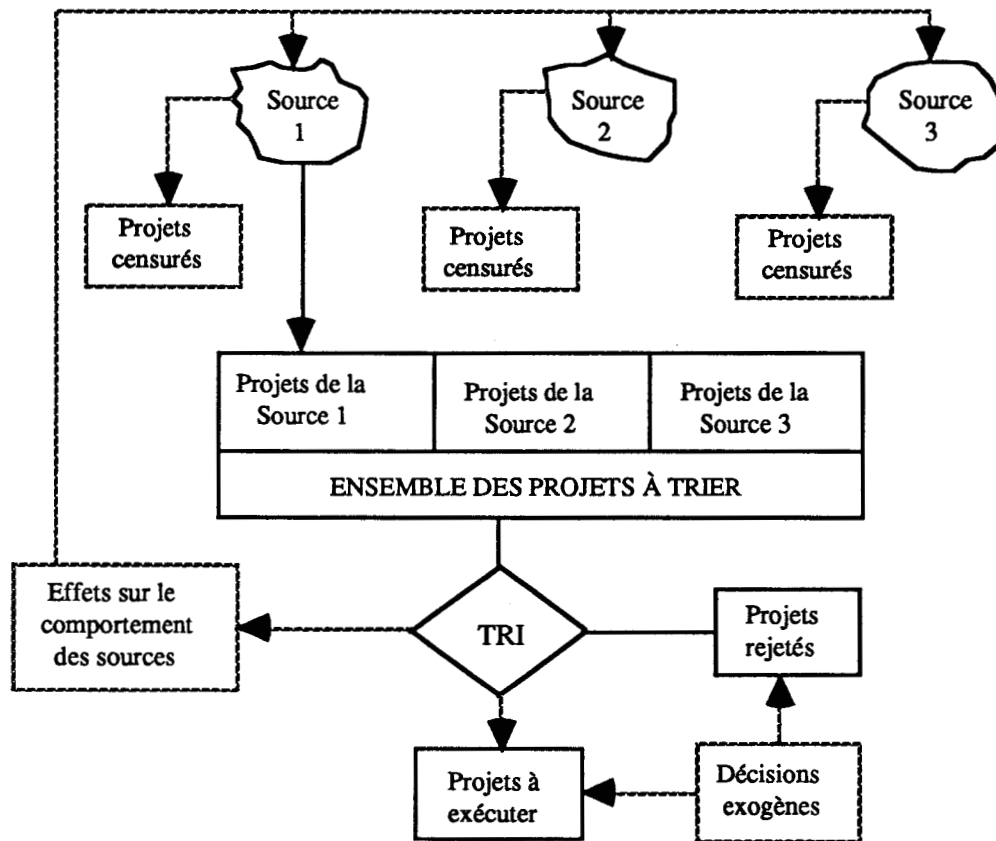 Source
1
Source
2
Source
3
Projets
censurés
Projets
censurés
Projets
censurés
Projets de la
Source 1
Projets de la
Source 2
Projets de la
Source 3
ENSEMBLE DES PROJETS À TRIER
Effets sur le
comportement
des sources
TRI
Projets
rejetés
Projets à
exécuter
Décisions
exogènes